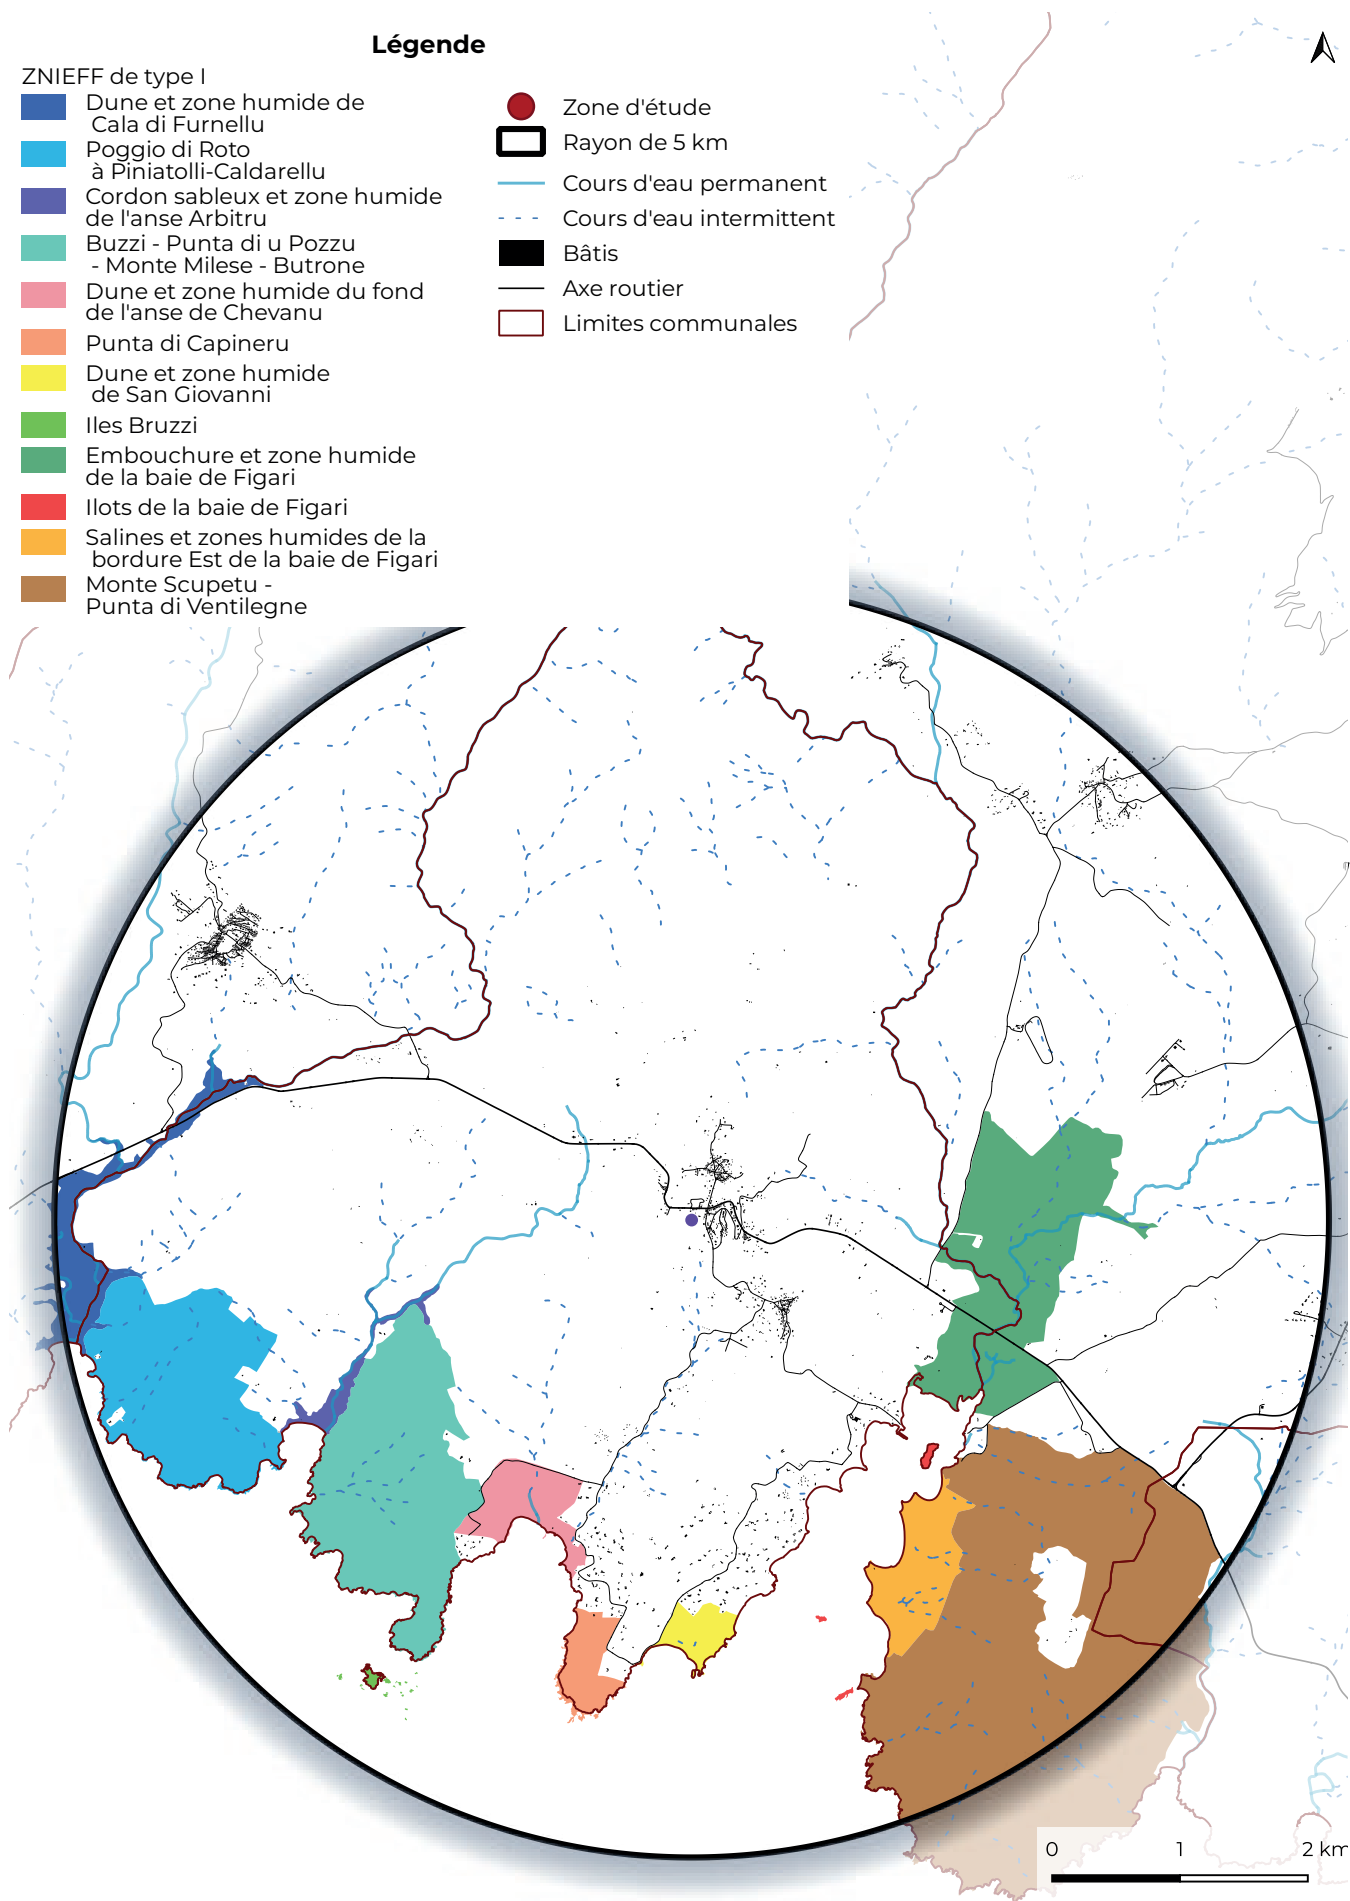 Légende
ZNIEFF de type I
Dune et zone humide de
Cala di Furnellu
Poggio di Roto
à Piniatolli-Caldarellu
Cordon sableux et zone humide
de l'anse Arbitru
Buzzi - Punta di u Pozzu
- Monte Milese - Butrone
Dune et zone humide du fond
de l'anse de Chevanu
Punta di Capineru
Dune et zone humide
de San Giovanni
Iles Bruzzi
Embouchure et zone humide
de la baie de Figari
Ilots de la baie de Figari
Salines et zones humides de la
bordure Est de la baie de Figari
Monte Scupetu -
Punta di Ventilegne
Zone d'étude
Rayon de 5 km
Cours d'eau permanent
Cours d'eau intermittent
Bâtis
Axe routier
Limites communales
0 1 2 km